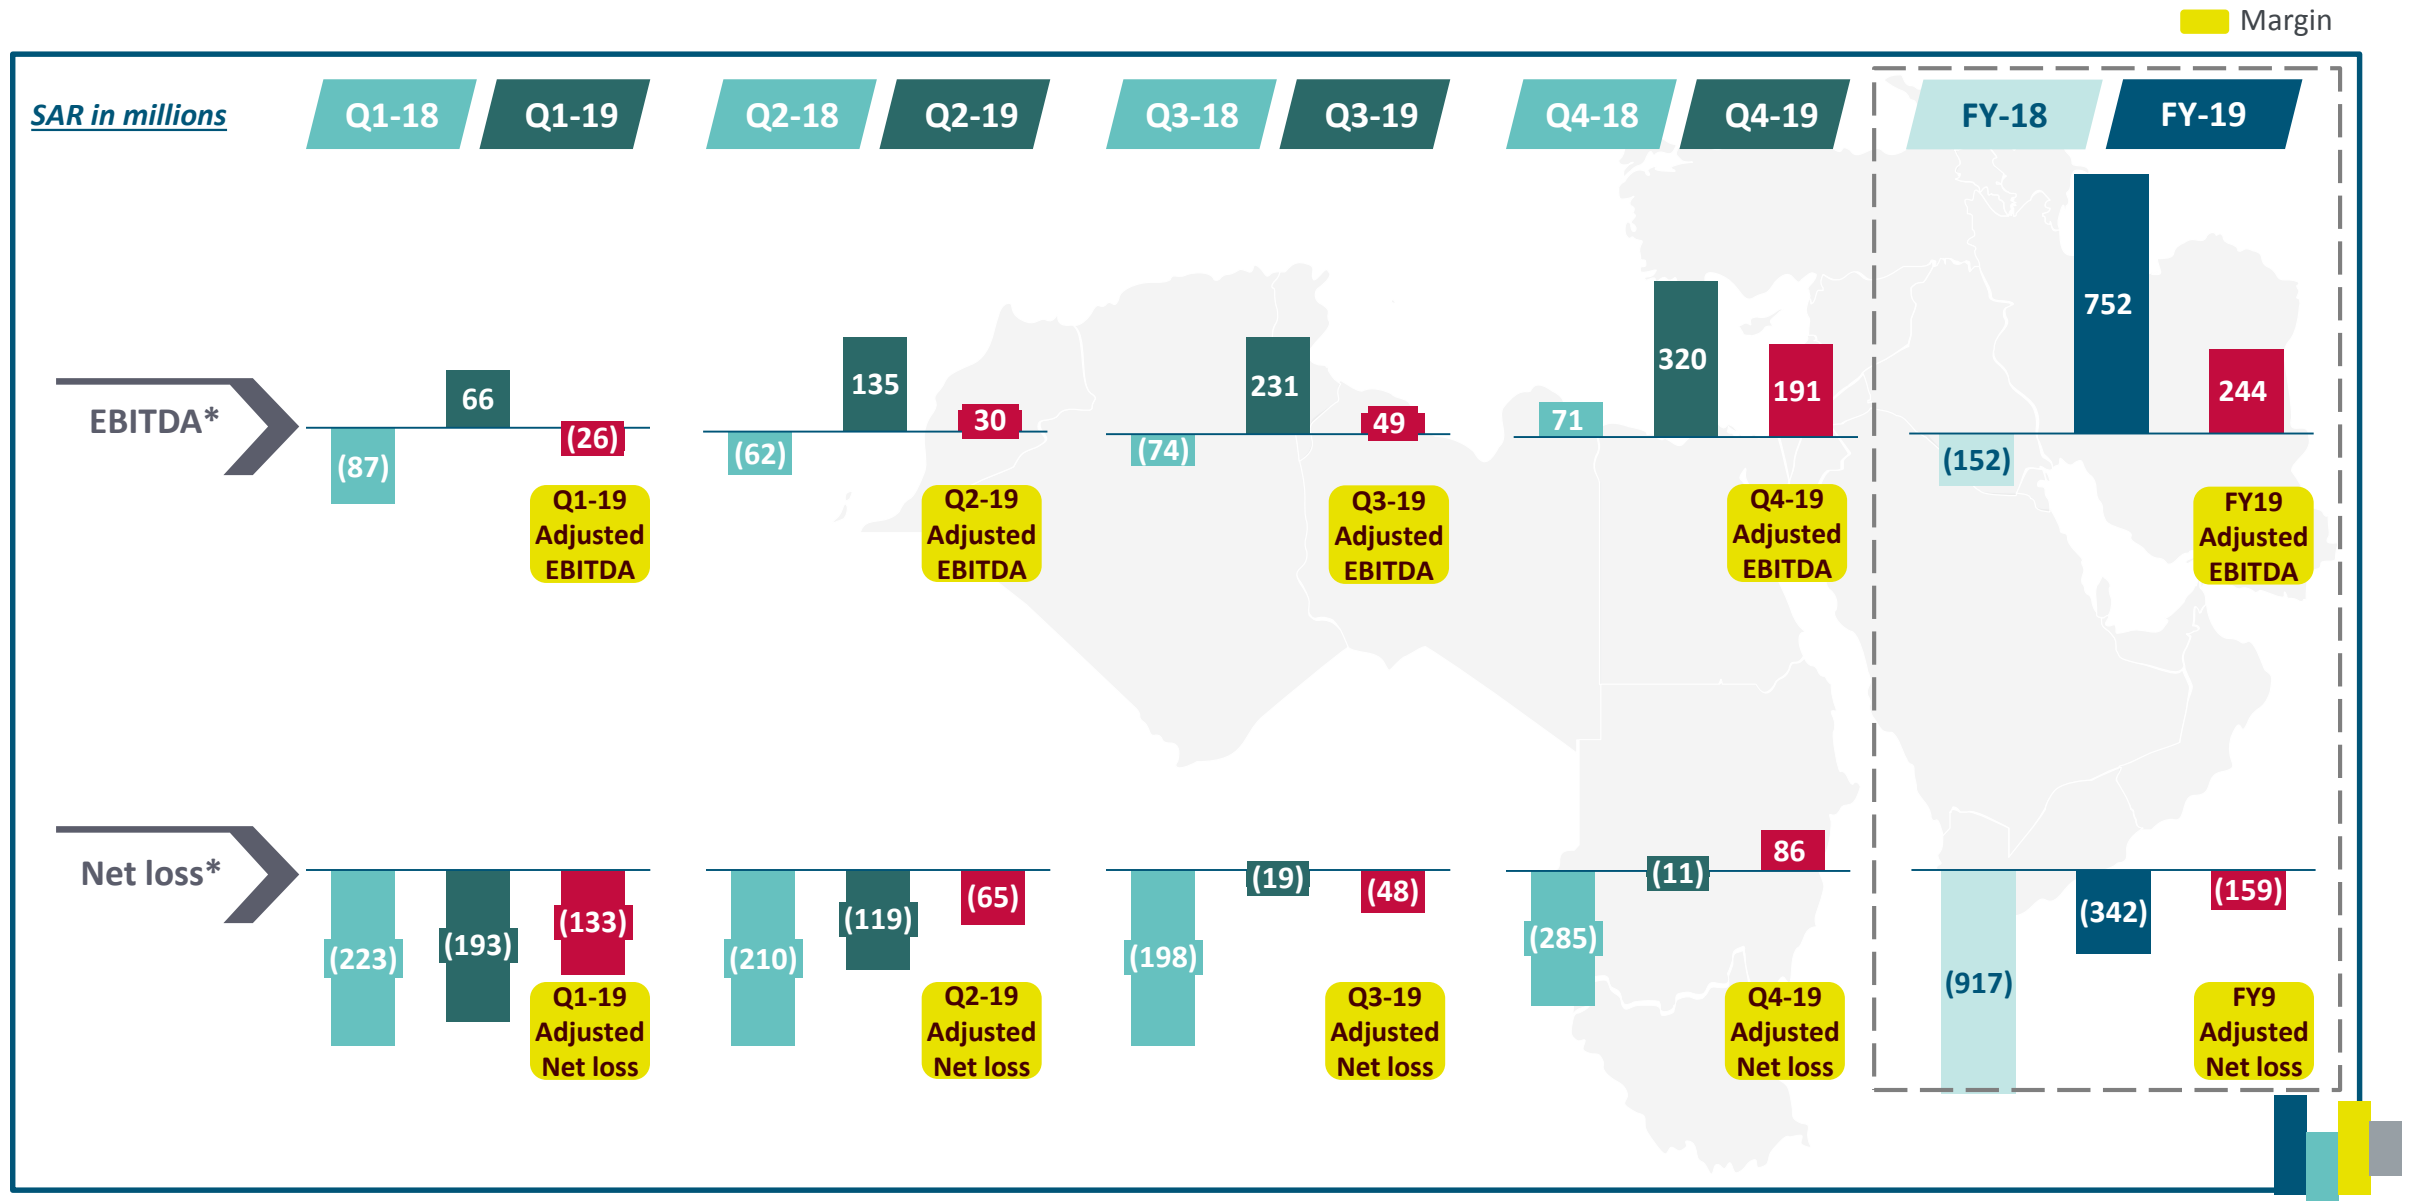 Margin
SAR in millions
Q1-18 Q1-19 Q2-18 Q2-19 Q3-18 Q3-19 Q4-18 Q4-19 FY-18 FY-19
EBITDA*
(87) 66 (26)
Q1-19
Adjusted
EBITDA
(62) 135 30
Q2-19
Adjusted
EBITDA
(74) 231 49
Q3-19
Adjusted
EBITDA
71 320 191
Q4-19
Adjusted
EBITDA
(152) 752 244
FY19
Adjusted
EBITDA
Net loss*
(223) (193) (133)
Q1-19
Adjusted
Net loss
(210) (119) (65)
Q2-19
Adjusted
Net loss
(198) (19) (48)
Q3-19
Adjusted
Net loss
(285) (11) 86
Q4-19
Adjusted
Net loss
(917) (342) (159)
FY9
Adjusted
Net loss